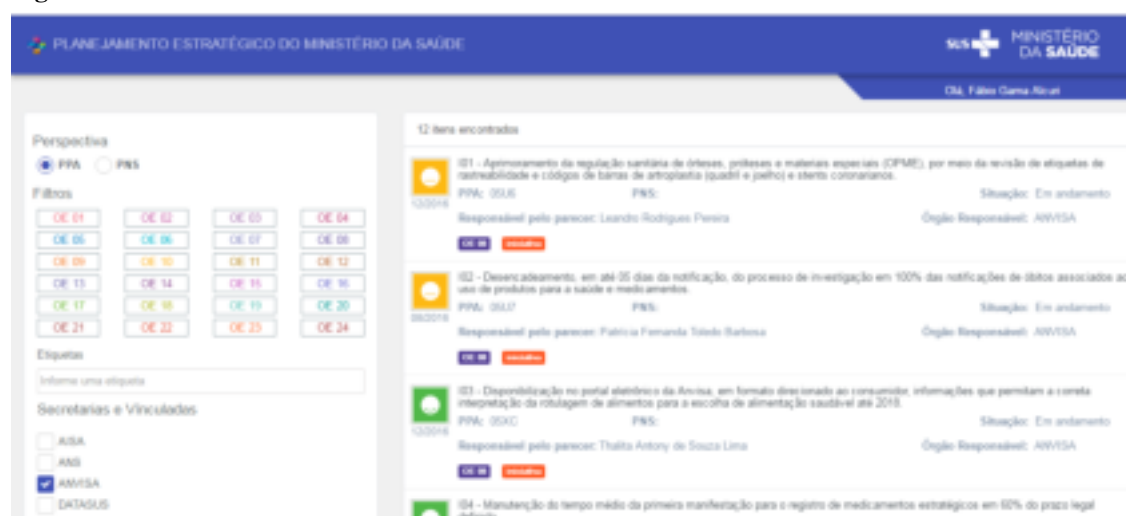 PLANEJAMENTO ESTRATÉGICO DO MINISTÉRIO DA SAÚDE
SUS MINISTÉRIO
DA SAÚDE
Olá, Fábio Gama Alcuri
Perspectiva
PPA PNS
Filtros
OE 01 OE 02 OE 03 OE 04
OE 05 OE 06 OE 07 OE 08
OE 09 OE 10 OE 11 OE 12
OE 13 OE 14 OE 15 OE 16
OE 17 OE 18 OE 19 OE 20
OE 21 OE 22 OE 23 OE 24
Etiquetas
Informe uma etiqueta
Secretarias e Vinculadas
AISA
ANS
ANVISA
DATASUS
12 itens encontrados
I01 - Aprimoramento da regulação sanitária de órteses, próteses e materiais especiais (OPME), por meio da revisão de etiquetas de
rastreabilidade e códigos de barras de artroplastia (quadril e joelho) e stents coronarianos.
12/2016
PPA: 05U6 PNS: Situação: Em andamento
Responsável pelo parecer: Leandro Rodrigues Pereira Órgão Responsável: ANVISA
Iniciativa
I02 - Desencadeamento, em até 05 dias da notificação, do processo de investigação em 100% das notificações de óbitos associados ao
uso de produtos para a saúde e medicamentos.
PPA: 05U7 PNS: Situação: Em andamento
Responsável pelo parecer: Patrícia Fernanda Toledo Barbosa Órgão Responsável: ANVISA
Iniciativa
I03 - Disponibilização no portal eletrônico da Anvisa, em formato direcionado ao consumidor, informações que permitam a correta
interpretação da rotulagem de alimentos para a escolha de alimentação saudável até 2018.
12/2016
PPA: 05XC PNS: Situação: Em andamento
Responsável pelo parecer: Thalita Antony de Souza Lima Órgão Responsável: ANVISA
Iniciativa
I04 - Manutenção do tempo médio da primeira manifestação para o registro de medicamentos estratégicos em 60% do prazo legal